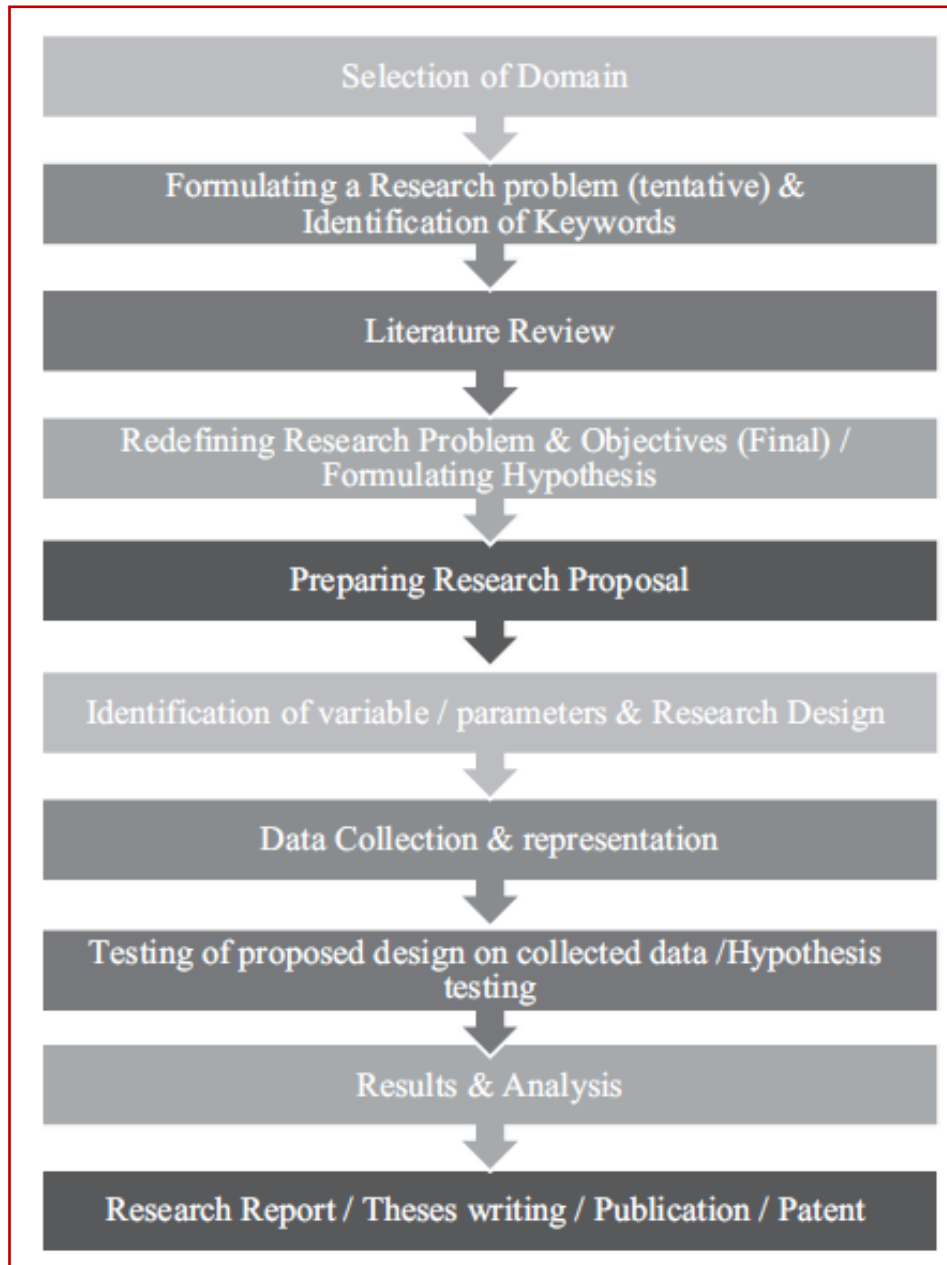 Selection of Domain
Formulating a Research problem (tentative) &
Identification of Keywords
Literature Review
Redefining Research Problem & Objectives (Final) /
Formulating Hypothesis
Preparing Research Proposal
Identification of variable / parameters & Research Design
Data Collection & representation
Testing of proposed design on collected data /Hypothesis
testing
Results & Analysis
Research Report / Theses writing / Publication / Patent